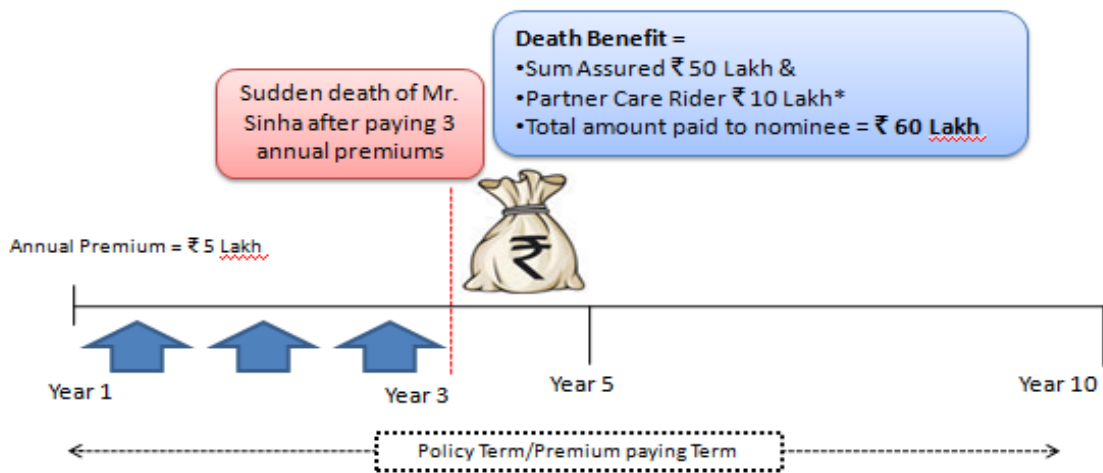 Death Benefit =
•Sum Assured ₹ 50 Lakh &
•Partner Care Rider ₹ 10 Lakh*
•Total amount paid to nominee = ₹ 60 Lakh
Sudden death of Mr.
Sinha after paying 3
annual premiums
₹
Annual Premium = ₹ 5 Lakh
Year 1
Year 3
Year 5
Year 10
Policy Term/Premium paying Term